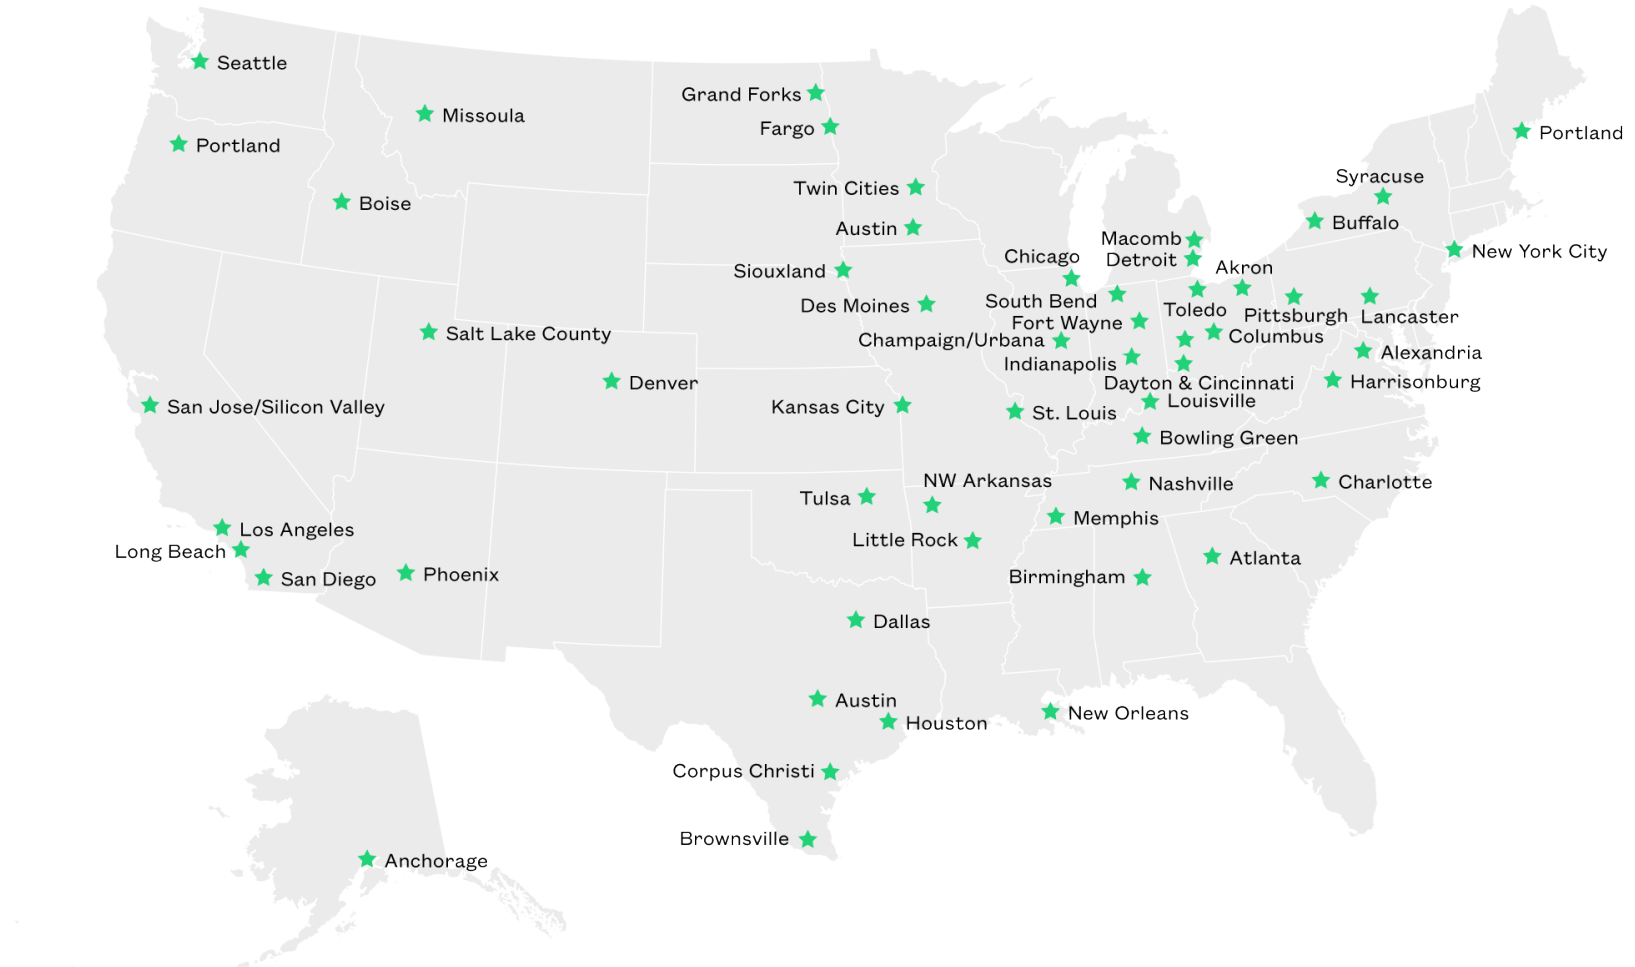 Seattle
Grand Forks
Missoula
Fargo
Portland
Portland
Syracuse
Twin Cities
Boise
Buffalo
Austin
Macomb
New York City
Chicago
Detroit
Akron
Siouxland
South Bend
Des Moines
Toledo
Pittsburgh
Lancaster
Fort Wayne
Salt Lake County
Columbus
Champaign/Urbana
Alexandria
Indianapolis
Denver
Dayton & Cincinnati
Harrisonburg
Louisville
San Jose/Silicon Valley
Kansas City
St. Louis
Bowling Green
NW Arkansas
Charlotte
Nashville
Tulsa
Memphis
Los Angeles
Little Rock
Long Beach
Atlanta
San Diego
Phoenix
Birmingham
Dallas
Austin
New Orleans
Houston
Corpus Christi
Brownsville
Anchorage